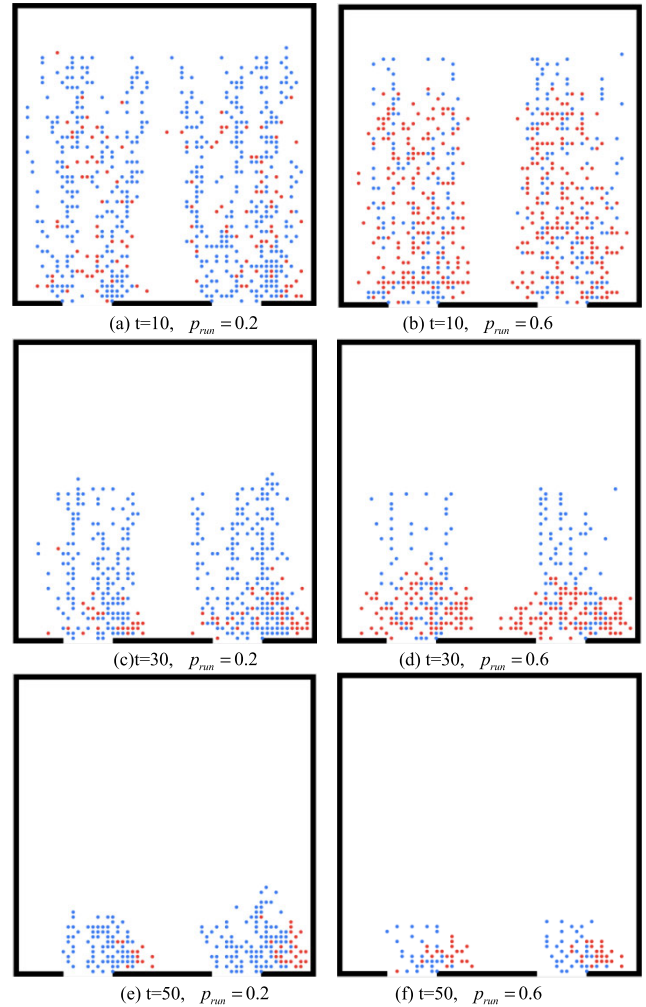 (a) t=10, p_run = 0.2
(b) t=10, p_run = 0.6
(c)t=30, p_run = 0.2
(d) t=30, p_run = 0.6
(e) t=50, p_run = 0.2
(f) t=50, p_run = 0.6